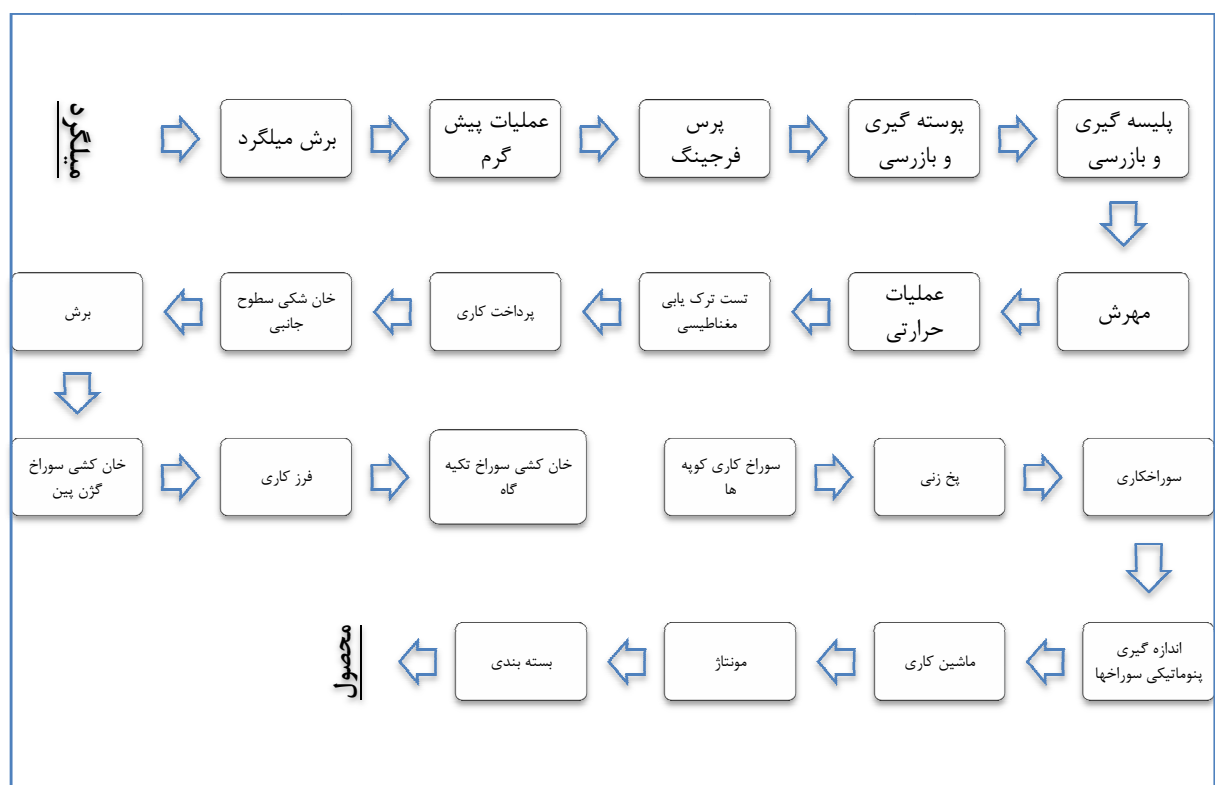 میلگرد
برش میلگرد
عملیات پیش
گرم
پرس
فرجینگ
پوسته گیری
و بازرسی
پلیسه گیری
و بازرسی
مهرش
عملیات
حرارتی
تست ترک یابی
مغناطیسی
پرداخت کاری
خان شکی سطوح
جانبی
برش
خان کشی سوراخ
گژن پین
فرز کاری
خان کشی سوراخ تکیه
گاه
سوراخ کاری کوپه
ها
پخ زنی
سوراخکاری
اندازه گیری
پنوماتیکی سوراخها
ماشین کاری
مونتاژ
بسته بندی
محصول